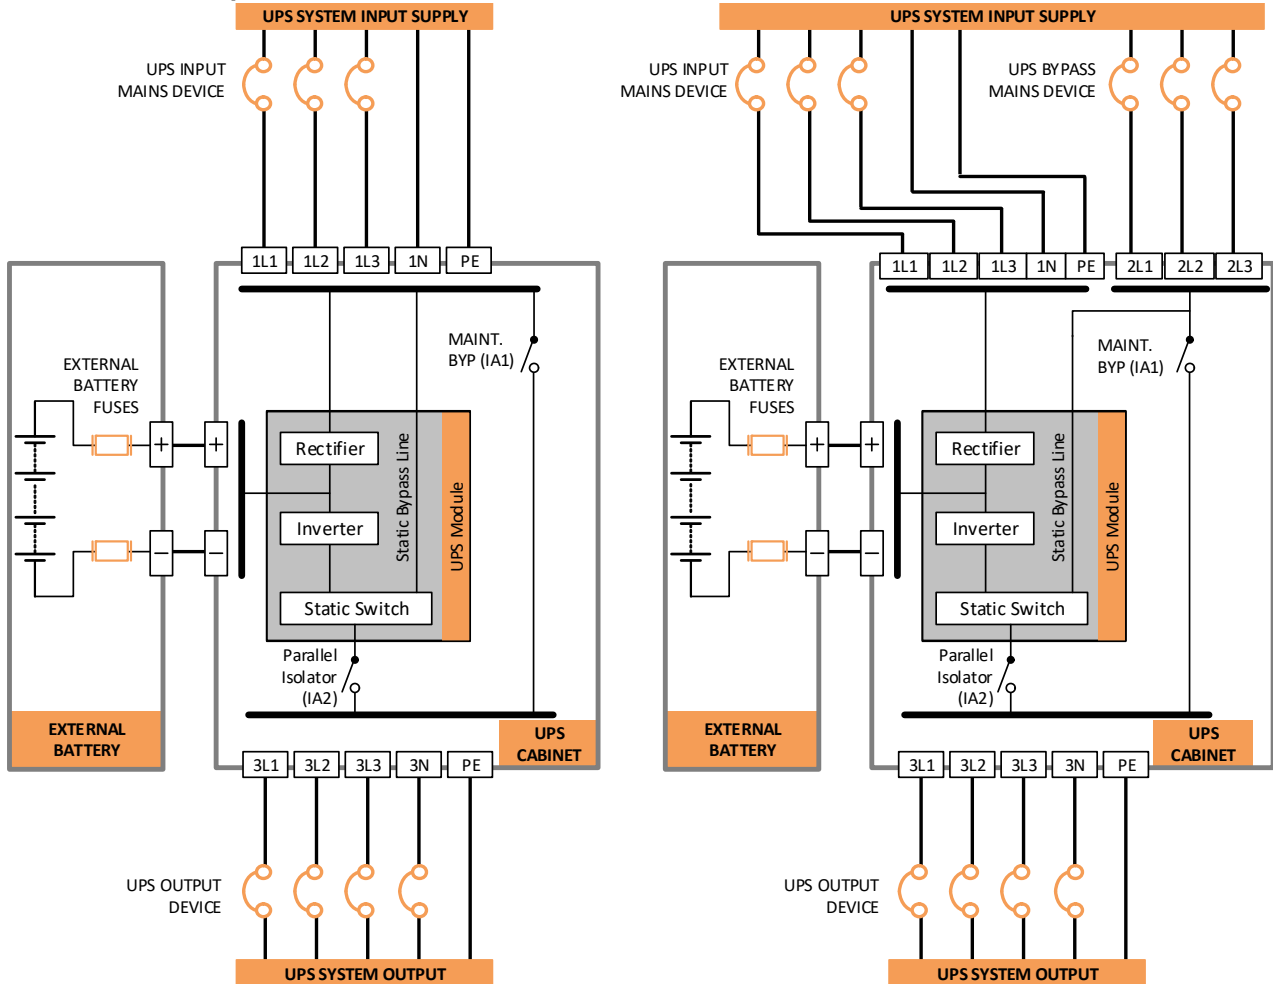 UPS SYSTEM INPUT SUPPLY
UPS INPUT
MAINS DEVICE
1L1
1L2
1L3
1N
PE
MAINT.
BYP (IA1)
EXTERNAL
BATTERY
FUSES
+
+
Rectifier
Static Bypass Line
UPS Module
Inverter
−
−
Static Switch
Parallel
Isolator
(IA2)
EXTERNAL
BATTERY
UPS
CABINET
3L1
3L2
3L3
3N
PE
UPS OUTPUT
DEVICE
UPS SYSTEM OUTPUT
UPS SYSTEM INPUT SUPPLY
UPS INPUT
MAINS DEVICE
UPS BYPASS
MAINS DEVICE
1L1
1L2
1L3
1N
PE
2L1
2L2
2L3
MAINT.
BYP (IA1)
EXTERNAL
BATTERY
FUSES
+
+
Rectifier
Static Bypass Line
UPS Module
Inverter
−
−
Static Switch
Parallel
Isolator
(IA2)
EXTERNAL
BATTERY
UPS
CABINET
3L1
3L2
3L3
3N
PE
UPS OUTPUT
DEVICE
UPS SYSTEM OUTPUT